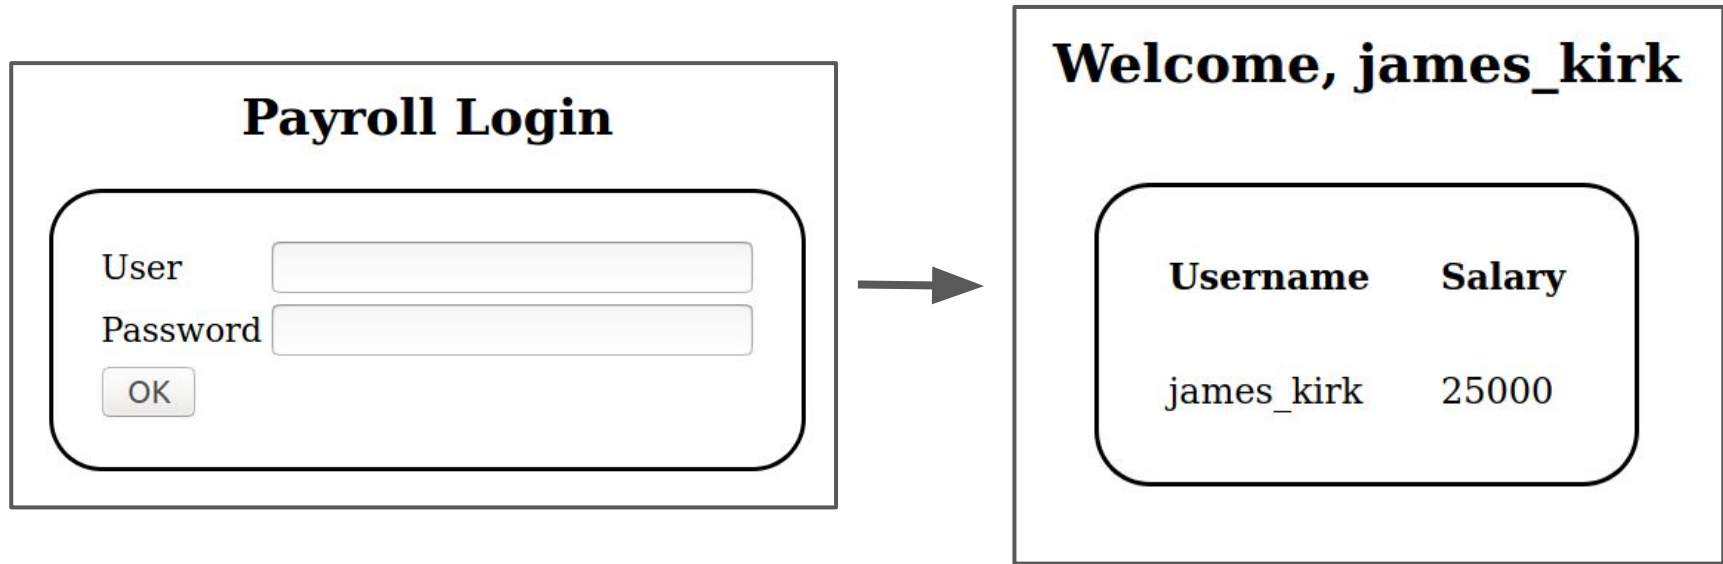 Payroll Login
User
Password
OK
Welcome, james_kirk
Username Salary
james_kirk 25000